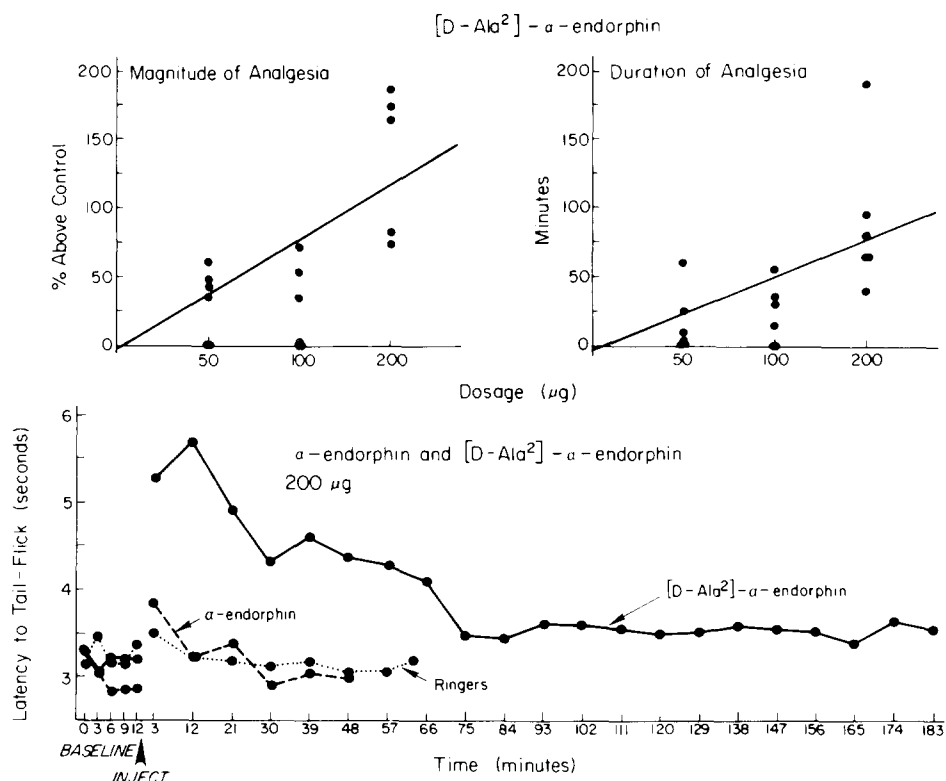 [D-Ala²]-α-endorphin
Magnitude of Analgesia
Duration of Analgesia
200
150
100
50
0
% Above Control
50 100 200
200
150
100
50
0
Minutes
50 100 200
Dosage (μg)
α-endorphin and [D-Ala²]-α-endorphin
200 μg
6
5
4
3
Latency to Tail-Flick (seconds)
α-endorphin
[D-Ala²]-α-endorphin
Ringers
0 3 6 9 12 3 12 21 30 39 48 57 66 75 84 93 102 111 120 129 138 147 156 165 174 183
BASELINE
INJECT
Time (minutes)